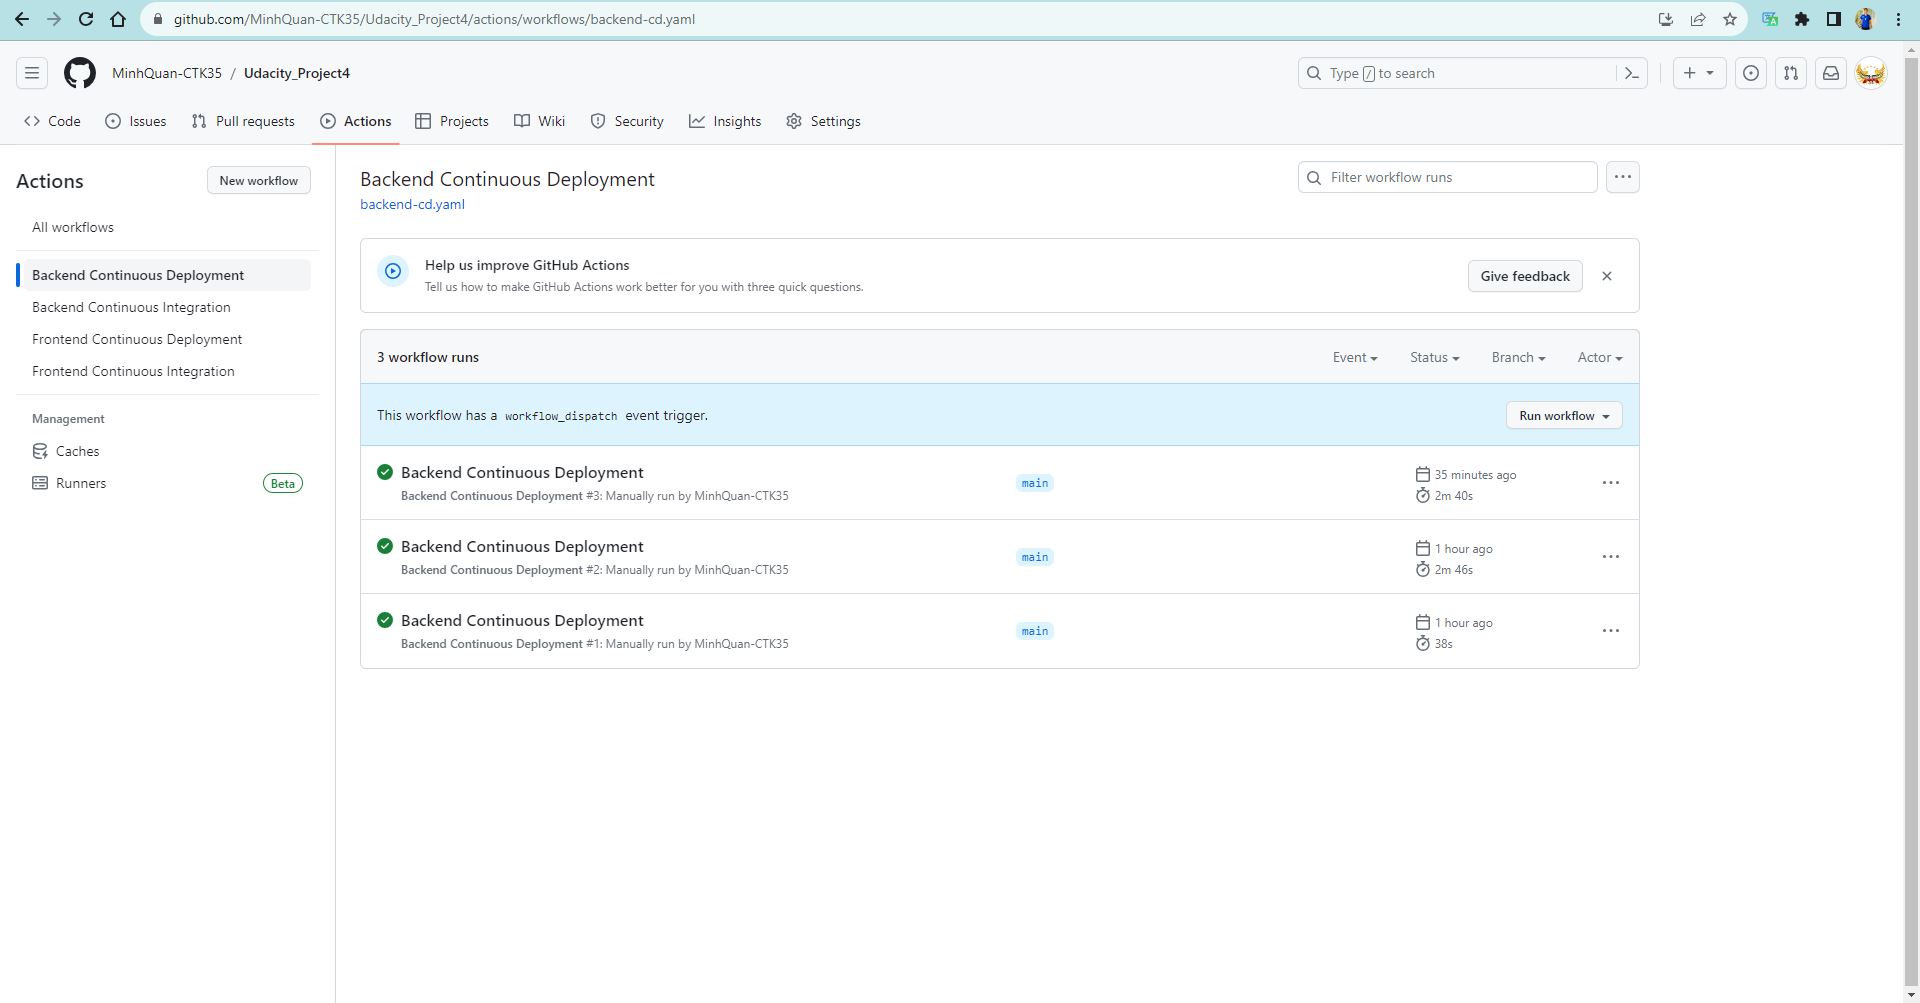 github.com/MinhQuan-CTK35/Udacity_Project4/actions/workflows/backend-cd.yaml
MinhQuan-CTK35 / Udacity_Project4
Type / to search
Code Issues Pull requests Actions Projects Wiki Security Insights Settings
Actions
New workflow
All workflows
Backend Continuous Deployment
Backend Continuous Integration
Frontend Continuous Deployment
Frontend Continuous Integration
Management
Caches
Runners Beta
Backend Continuous Deployment
backend-cd.yaml
Filter workflow runs
Help us improve GitHub Actions
Tell us how to make GitHub Actions work better for you with three quick questions.
Give feedback
3 workflow runs
Event Status Branch Actor
This workflow has a workflow_dispatch event trigger.
Run workflow
Backend Continuous Deployment
Backend Continuous Deployment #3: Manually run by MinhQuan-CTK35
main
35 minutes ago
2m 40s
Backend Continuous Deployment
Backend Continuous Deployment #2: Manually run by MinhQuan-CTK35
main
1 hour ago
2m 46s
Backend Continuous Deployment
Backend Continuous Deployment #1: Manually run by MinhQuan-CTK35
main
1 hour ago
38s